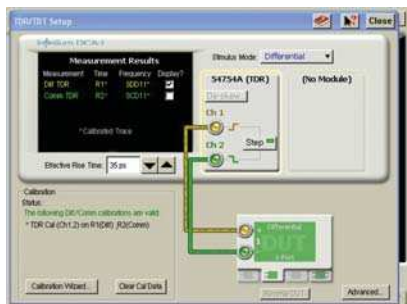 TDR/TDT Setup
Close
Infiniium DCA-J
Measurement Results
Measurement Time Frequency Display?
Diff TDR R1* SDD11*
Comm TDR R2* SCD11*
*Calibrated Trace
Effective Rise Time: 35 ps
Stimulus Mode: Differential
54754A (TDR)
Ch 1
Ch 2
Step
(No Module)
Calibration
Status:
The following Diff/Comm calibrations are valid:
* TDR Cal (Ch1,2) on R1(Diff) ,R2(Comm)
Calibration Wizard...
Clear Cal Data
Differential
DUT
2-Port
Advanced...